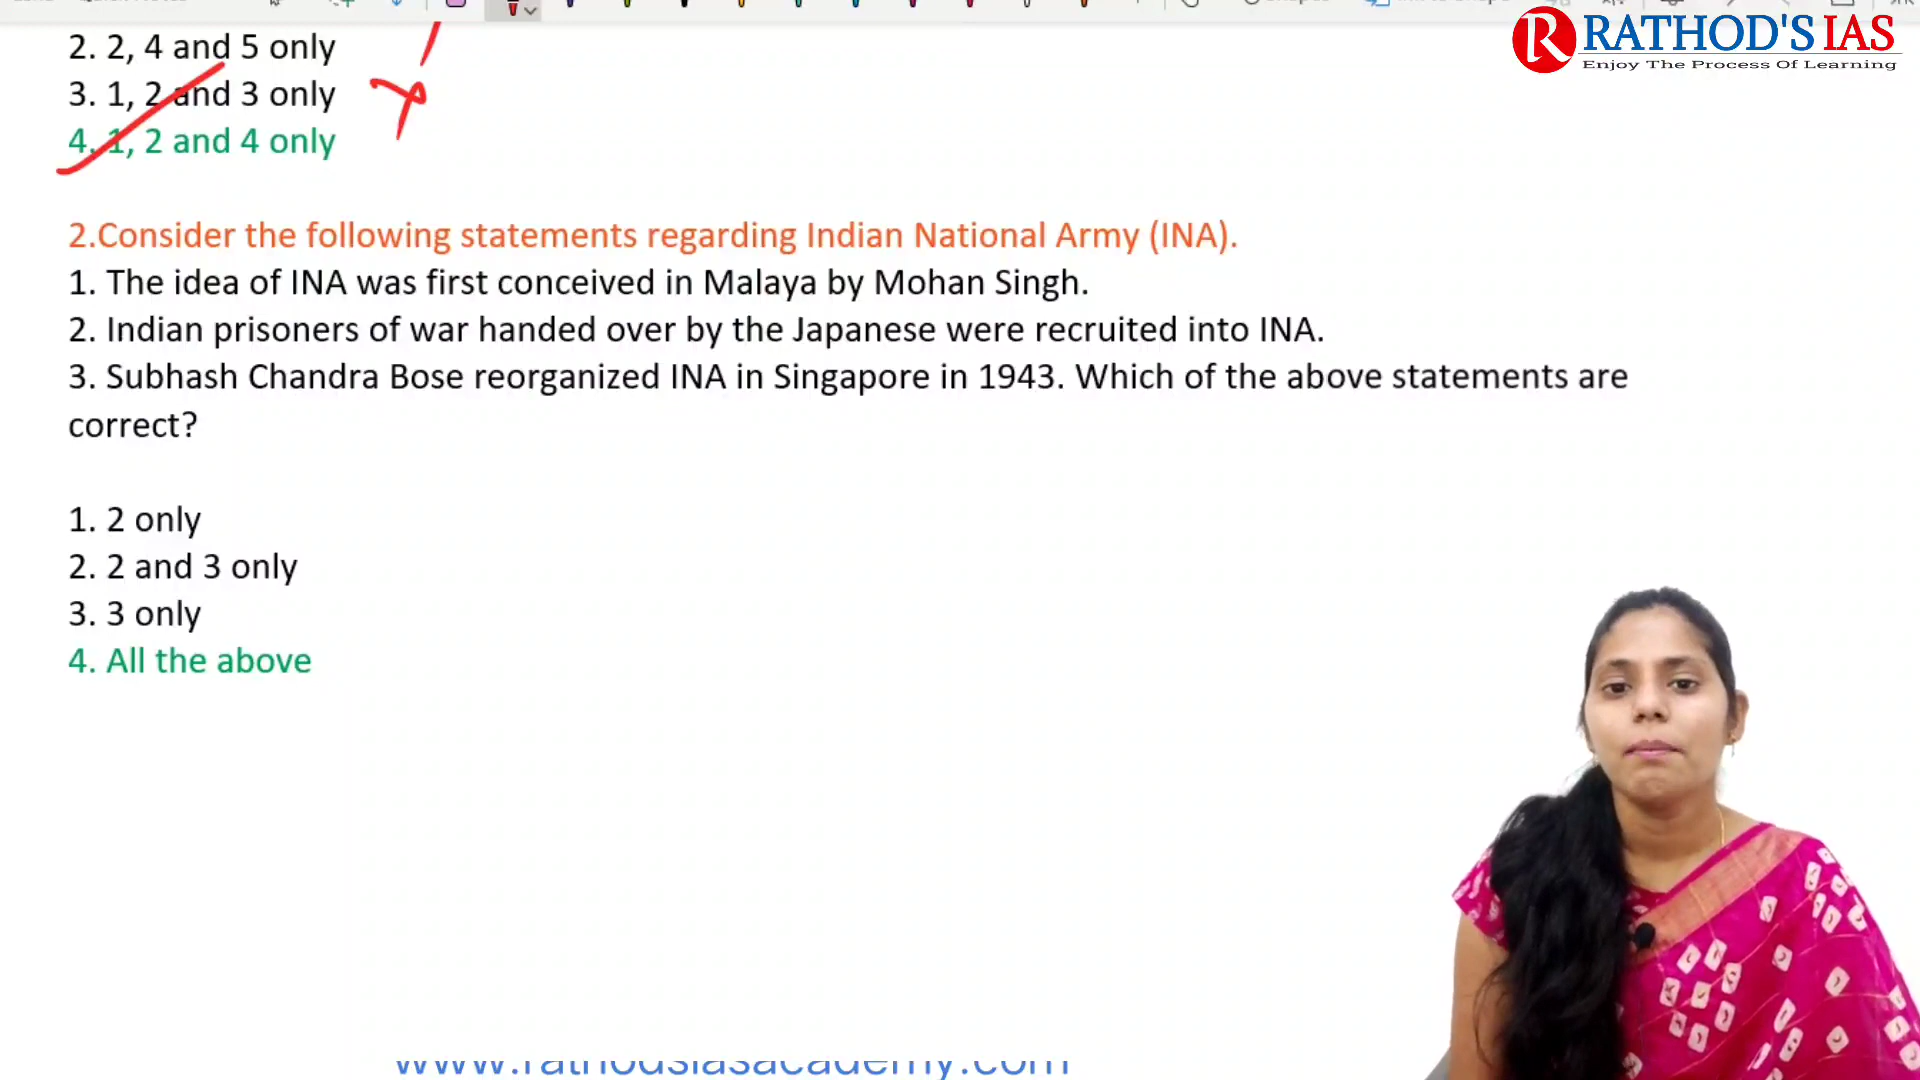 RATHOD'S IAS
Enjoy The Process Of Learning
2. 2, 4 and 5 only
3. 1, 2 and 3 only
4. 1, 2 and 4 only
2.Consider the following statements regarding Indian National Army (INA).
1. The idea of INA was first conceived in Malaya by Mohan Singh.
2. Indian prisoners of war handed over by the Japanese were recruited into INA.
3. Subhash Chandra Bose reorganized INA in Singapore in 1943. Which of the above statements are
correct?
1. 2 only
2. 2 and 3 only
3. 3 only
4. All the above
www.rathodsiasacademy.com